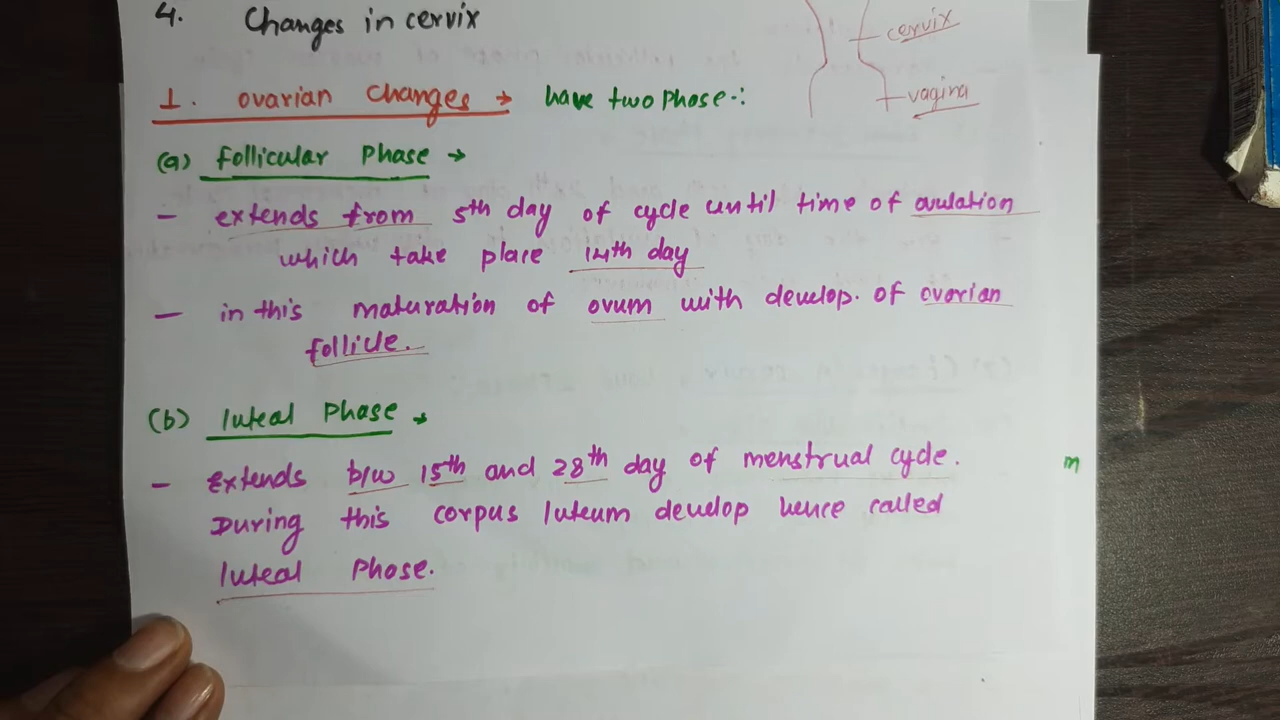 4. Changes in cervix
cervix
vagina
1. ovarian changes → have two phase-:
(a) follicular phase →
- extends from 5th day of cycle until time of ovulation
which take place 14th day
- in this maturation of ovum with develop. of ovarian
follicle.
(b) luteal phase →
- Extends b/w 15th and 28th day of menstrual cycle.
During this corpus luteum develop hence called
luteal phase.
m